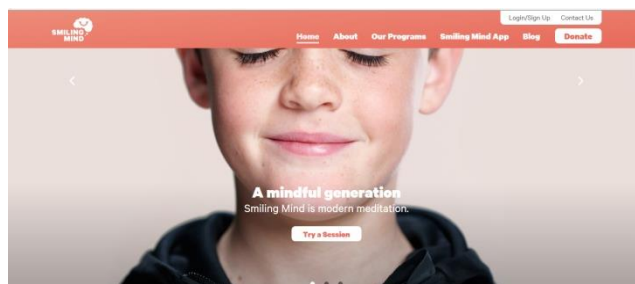 Login/Sign Up Contact Us
SMILING MIND
Home About Our Programs Smiling Mind App Blog Donate
A mindful generation
Smiling Mind is modern meditation.
Try a Session